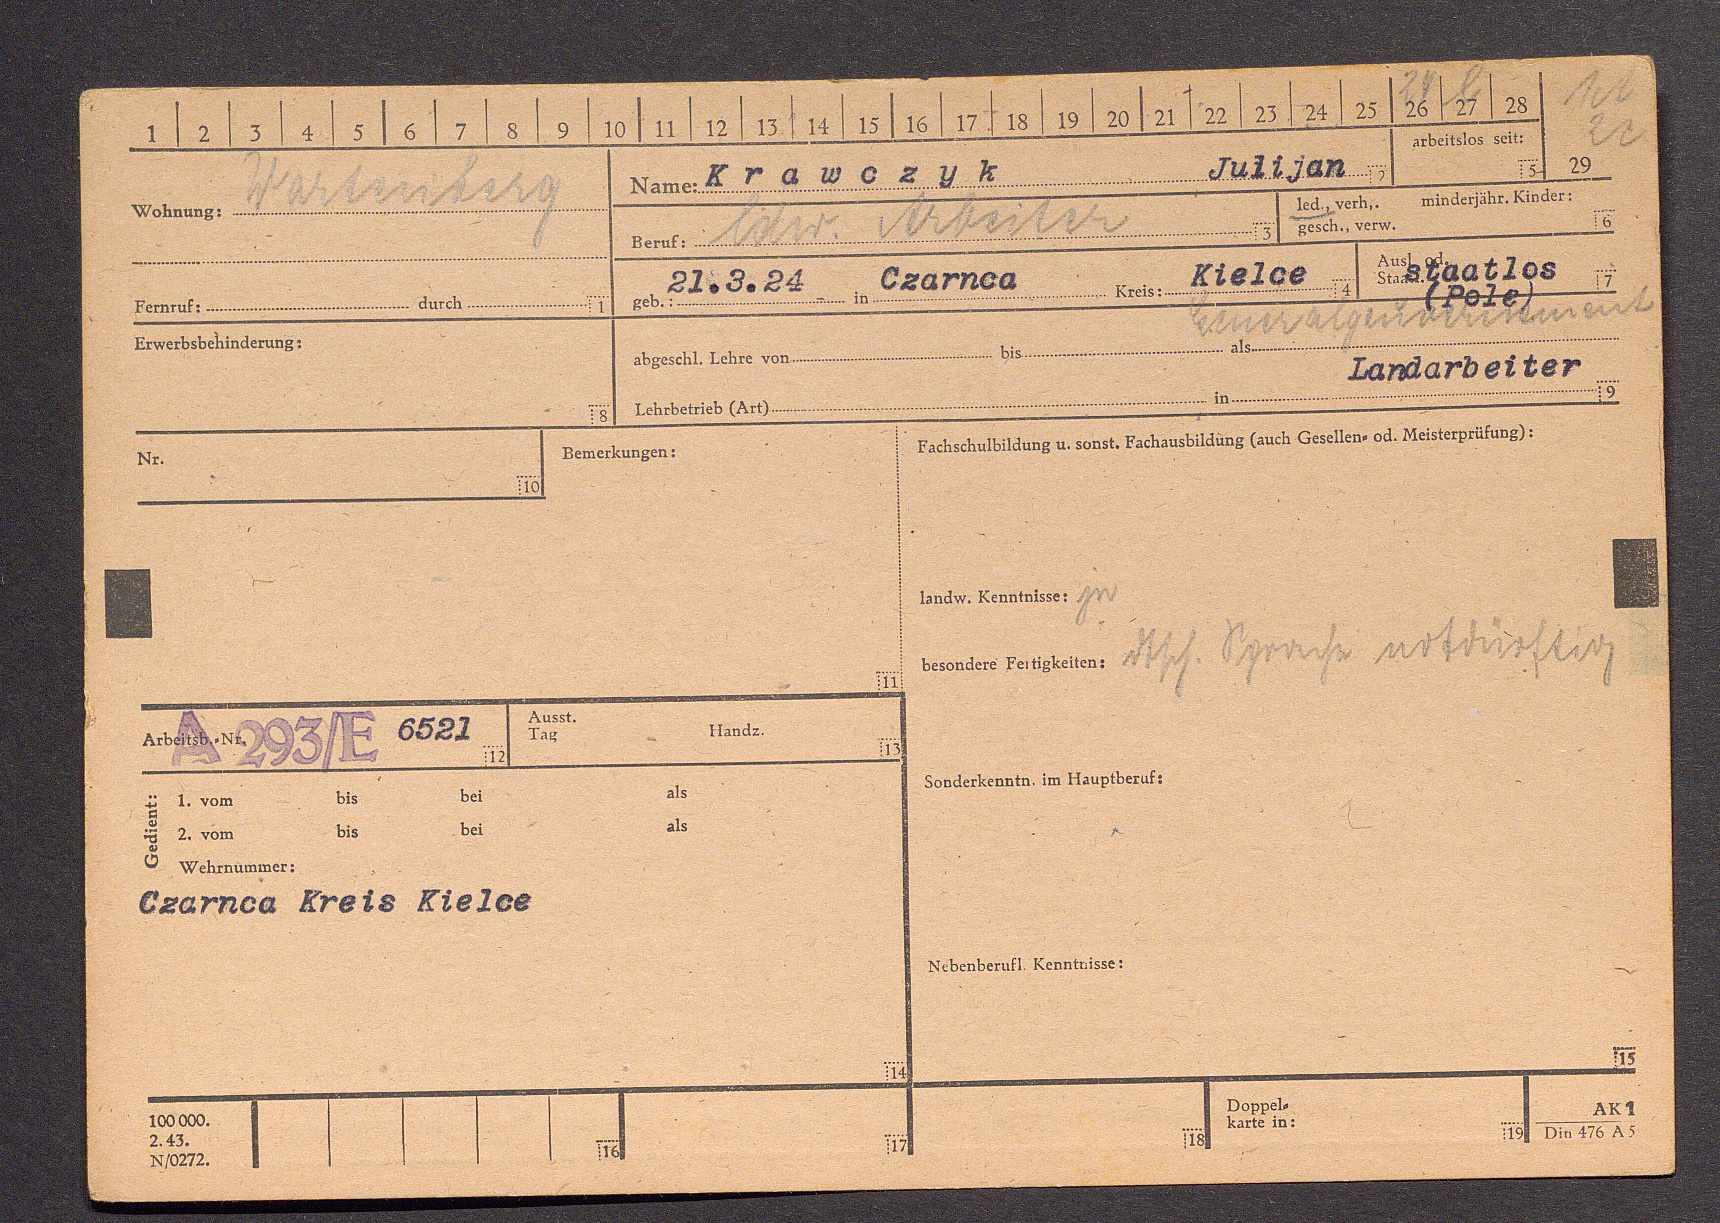 1 2 3 4 5 6 7 8 9 10 11 12 13 14 15 16 17 18 19 20 21 22 23 24 25 26 27 28
29
arbeitslos seit: 5
Wohnung: Wartenberg
Name: Krawczyk Julijan 2
Beruf: ldw. Arbeiter 3
led., verh,. minderjähr. Kinder:
gesch., verw. 6
Fernruf: durch 1
geb.: 21.3.24 in Czarnca Kreis: Kielce 4
Ausl. od.
Staatl. staatlos 7
(Pole)
Generalgouvernement
Erwerbsbehinderung: 8
abgeschl. Lehre von bis als
Landarbeiter
Lehrbetrieb (Art) in 9
Nr. 10
Bemerkungen: 11
Fachschulbildung u. sonst. Fachausbildung (auch Gesellen- od. Meisterprüfung):
landw. Kenntnisse: ja
besondere Fertigkeiten: dtsch. Sprache notdürftig
Arbeitsb.-Nr. A 293/E 6521 12
Ausst.
Tag Handz. 13
Gedient:
1. vom bis bei als
2. vom bis bei als
Wehrnummer:
Czarnca Kreis Kielce
14
Sonderkenntn. im Hauptberuf:
Nebenberufl. Kenntnisse:
15
100 000.
2. 43.
N/0272.
16 17 18
Doppel-
karte in: 19
AK 1
Din 476 A 5